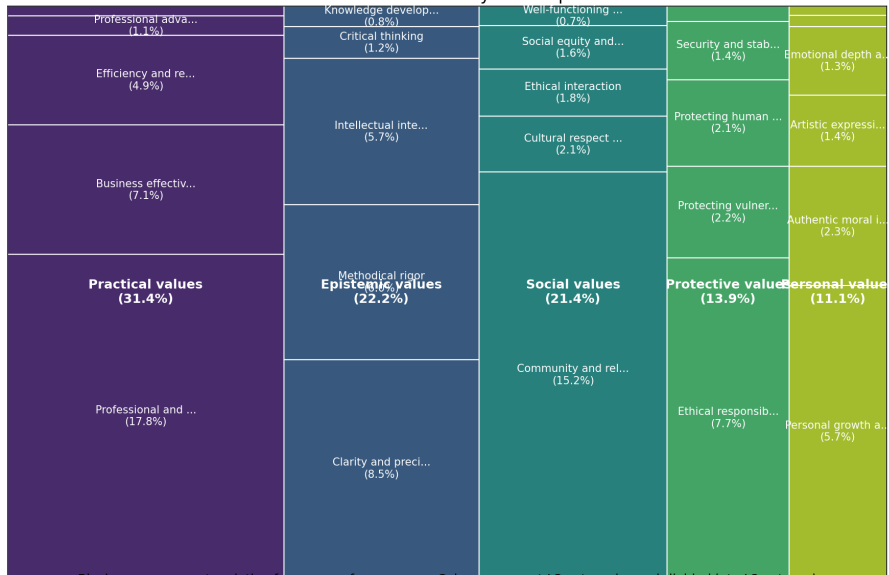 Professional adva...
(1.1%)
Efficiency and re...
(4.9%)
Business effectiv...
(7.1%)
Practical values
(31.4%)
Professional and ...
(17.8%)
Knowledge develop...
(0.8%)
Critical thinking
(1.2%)
Intellectual inte...
(5.7%)
Methodical rigor
Epistemic values
(22.2%)
Clarity and preci...
(8.5%)
Well-functioning ...
(0.7%)
Social equity and...
(1.6%)
Ethical interaction
(1.8%)
Cultural respect ...
(2.1%)
Social values
(21.4%)
Community and rel...
(15.2%)
Security and stab...
(1.4%)
Protecting human ...
(2.1%)
Protecting vulner...
(2.2%)
Protective values
(13.9%)
Ethical responsib...
(7.7%)
Emotional depth a...
(1.3%)
Artistic expressi...
(1.4%)
Authentic moral i...
(2.3%)
Personal values
(11.1%)
Personal growth a...
(5.7%)